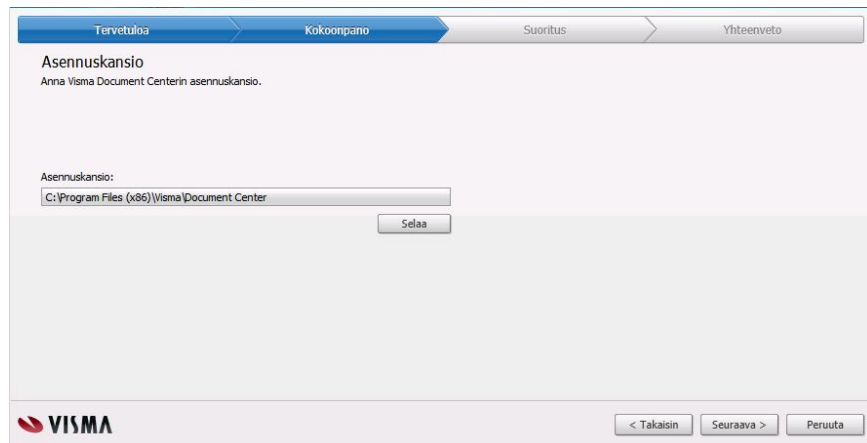 Tervetuloa
Kokoonpano
Suoritus
Yhteenveto
Asennuskansio
Anna Visma Document Centerin asennuskansio.
Asennuskansio:
C:\Program Files (x86)\Visma\Document Center
Selaa
VISMA
< Takaisin
Seuraava >
Peruuta